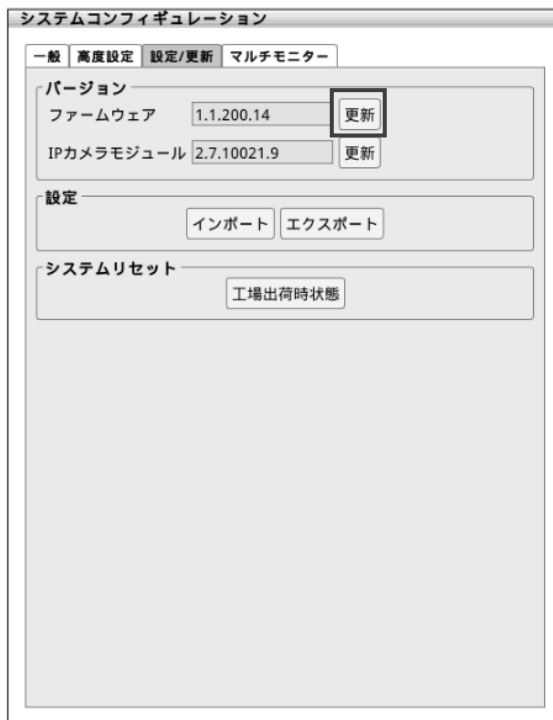 システムコンフィギュレーション
一般 高度設定 設定/更新 マルチモニター
バージョン
ファームウェア 1.1.200.14 更新
IPカメラモジュール 2.7.10021.9 更新
設定
インポート エクスポート
システムリセット
工場出荷時状態